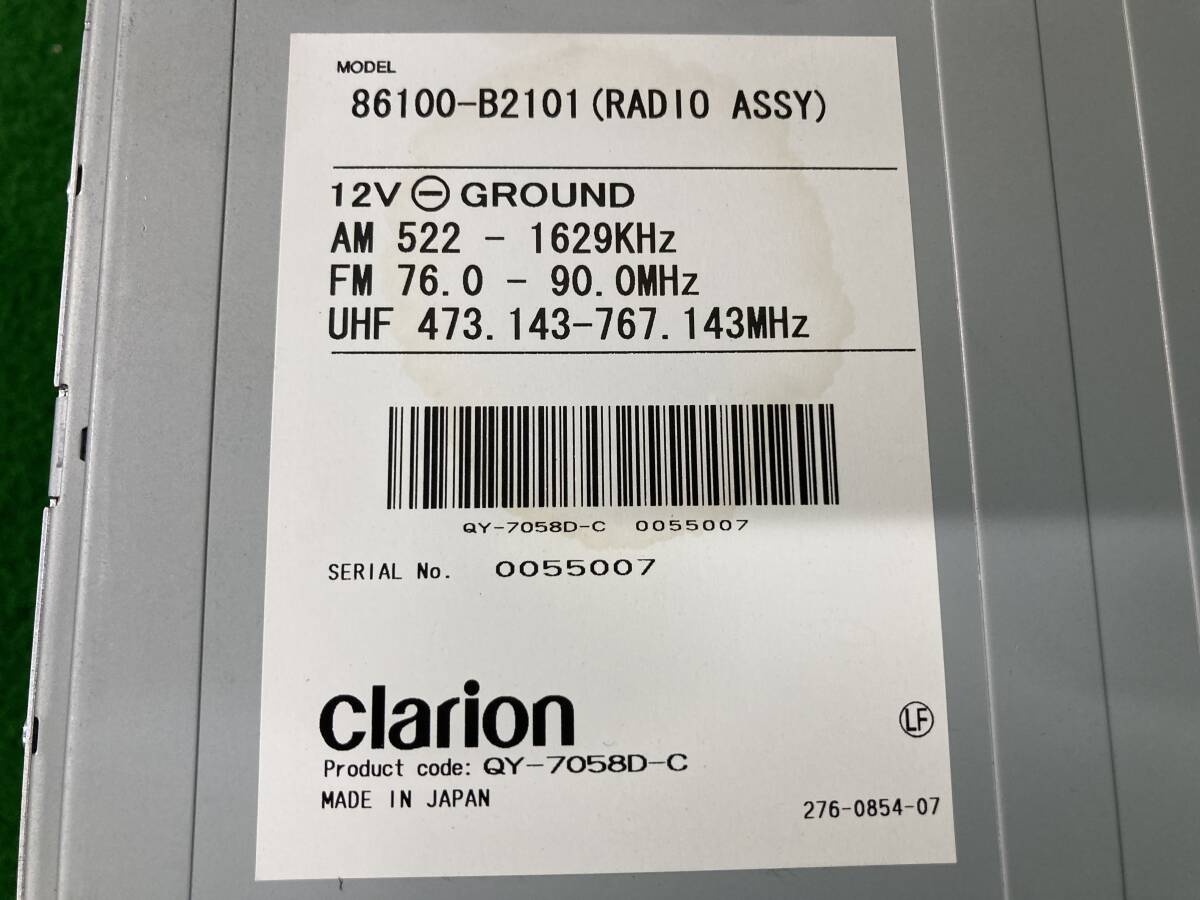 MODEL
86100-B2101(RADIO ASSY)
12V ⊖ GROUND
AM 522 - 1629KHz
FM 76.0 - 90.0MHz
UHF 473.143-767.143MHz
QY-7058D-C 0055007
SERIAL No. 0055007
clarion
LF
Product code: QY-7058D-C
MADE IN JAPAN
276-0854-07